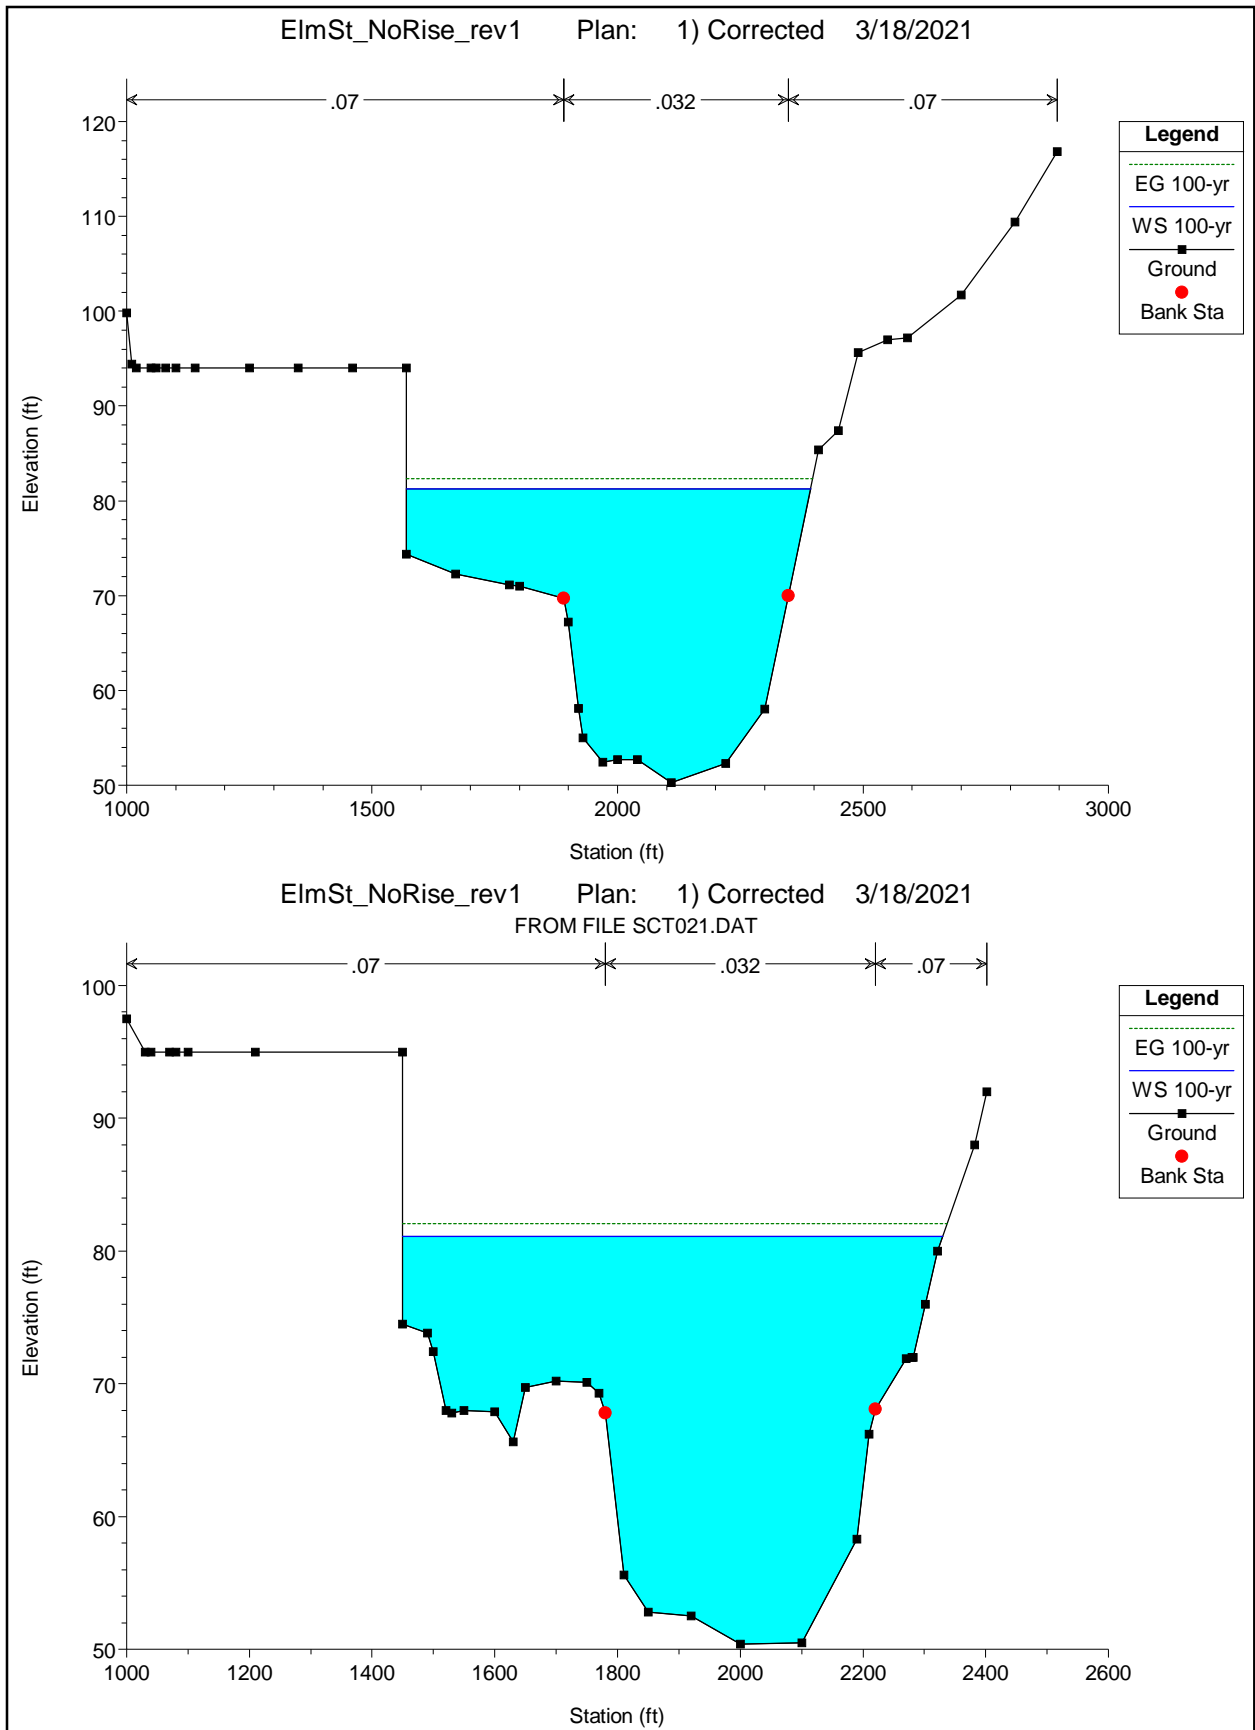 ElmSt_NoRise_rev1 Plan: 1) Corrected 3/18/2021
.07 .032 .07
120
110
100
90
80
70
60
50
Elevation (ft)
1000 1500 2000 2500 3000
Station (ft)
Legend
EG 100-yr
WS 100-yr
Ground
Bank Sta
ElmSt_NoRise_rev1 Plan: 1) Corrected 3/18/2021
FROM FILE SCT021.DAT
.07 .032 .07
100
90
80
70
60
50
Elevation (ft)
1000 1200 1400 1600 1800 2000 2200 2400 2600
Station (ft)
Legend
EG 100-yr
WS 100-yr
Ground
Bank Sta